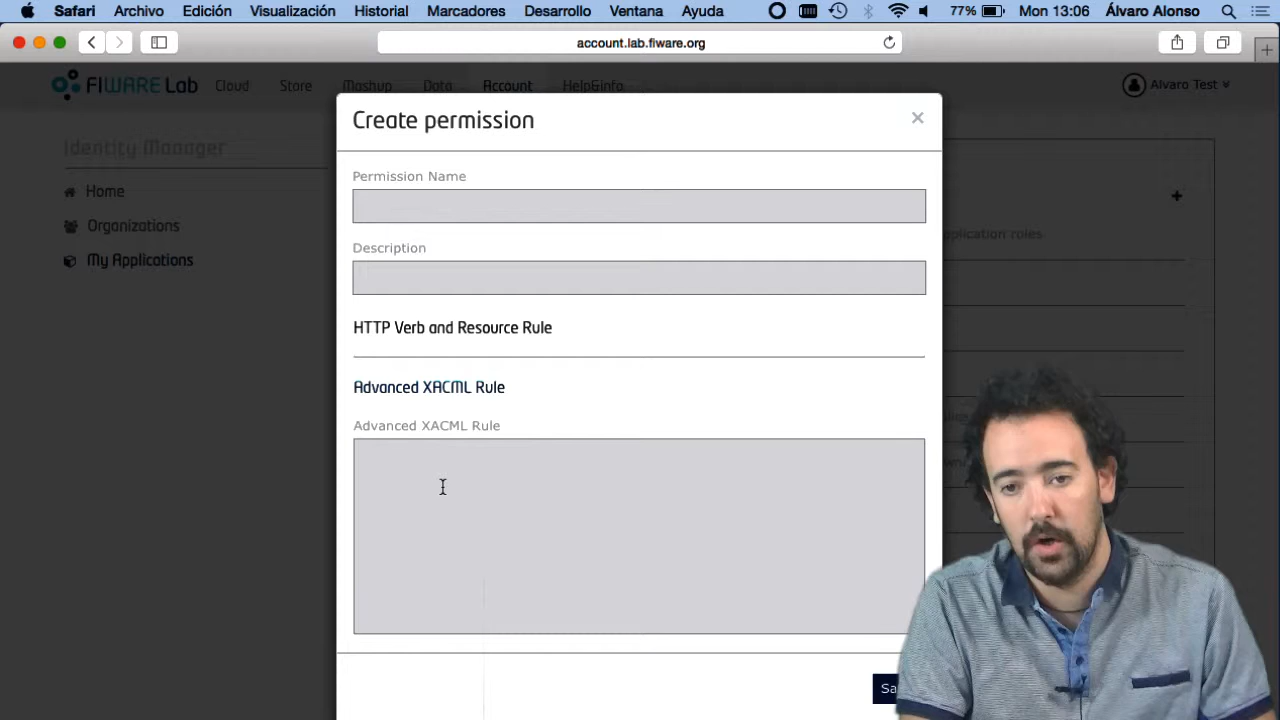 Safari Archivo Edición Visualización Historial Marcadores Desarrollo Ventana Ayuda 77% Mon 13:06 Álvaro Alonso
account.lab.fiware.org
FIWARE Lab Cloud Store Mashup Data Account Help&Info Alvaro Test
Create permission ×
Identity Manager
Permission Name
Home
Organizations
Description
application roles
My Applications
HTTP Verb and Resource Rule
Advanced XACML Rule
Advanced XACML Rule